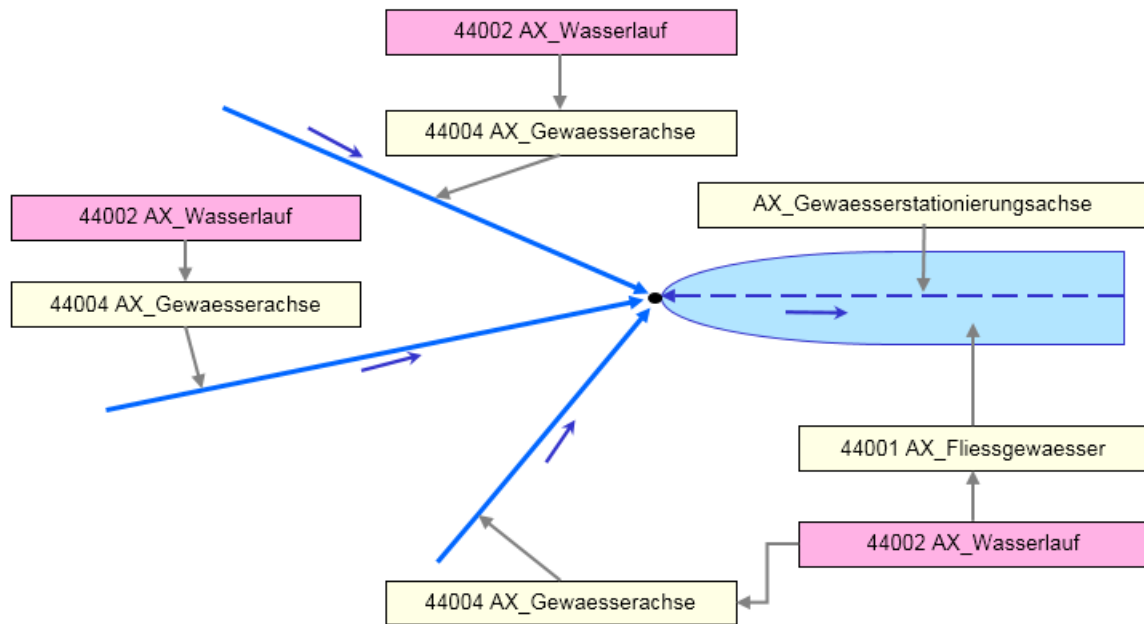 44002 AX_Wasserlauf
44004 AX_Gewaesserachse
44002 AX_Wasserlauf
AX_Gewaesserstationierungsachse
44004 AX_Gewaesserachse
44001 AX_Fliessgewaesser
44002 AX_Wasserlauf
44004 AX_Gewaesserachse